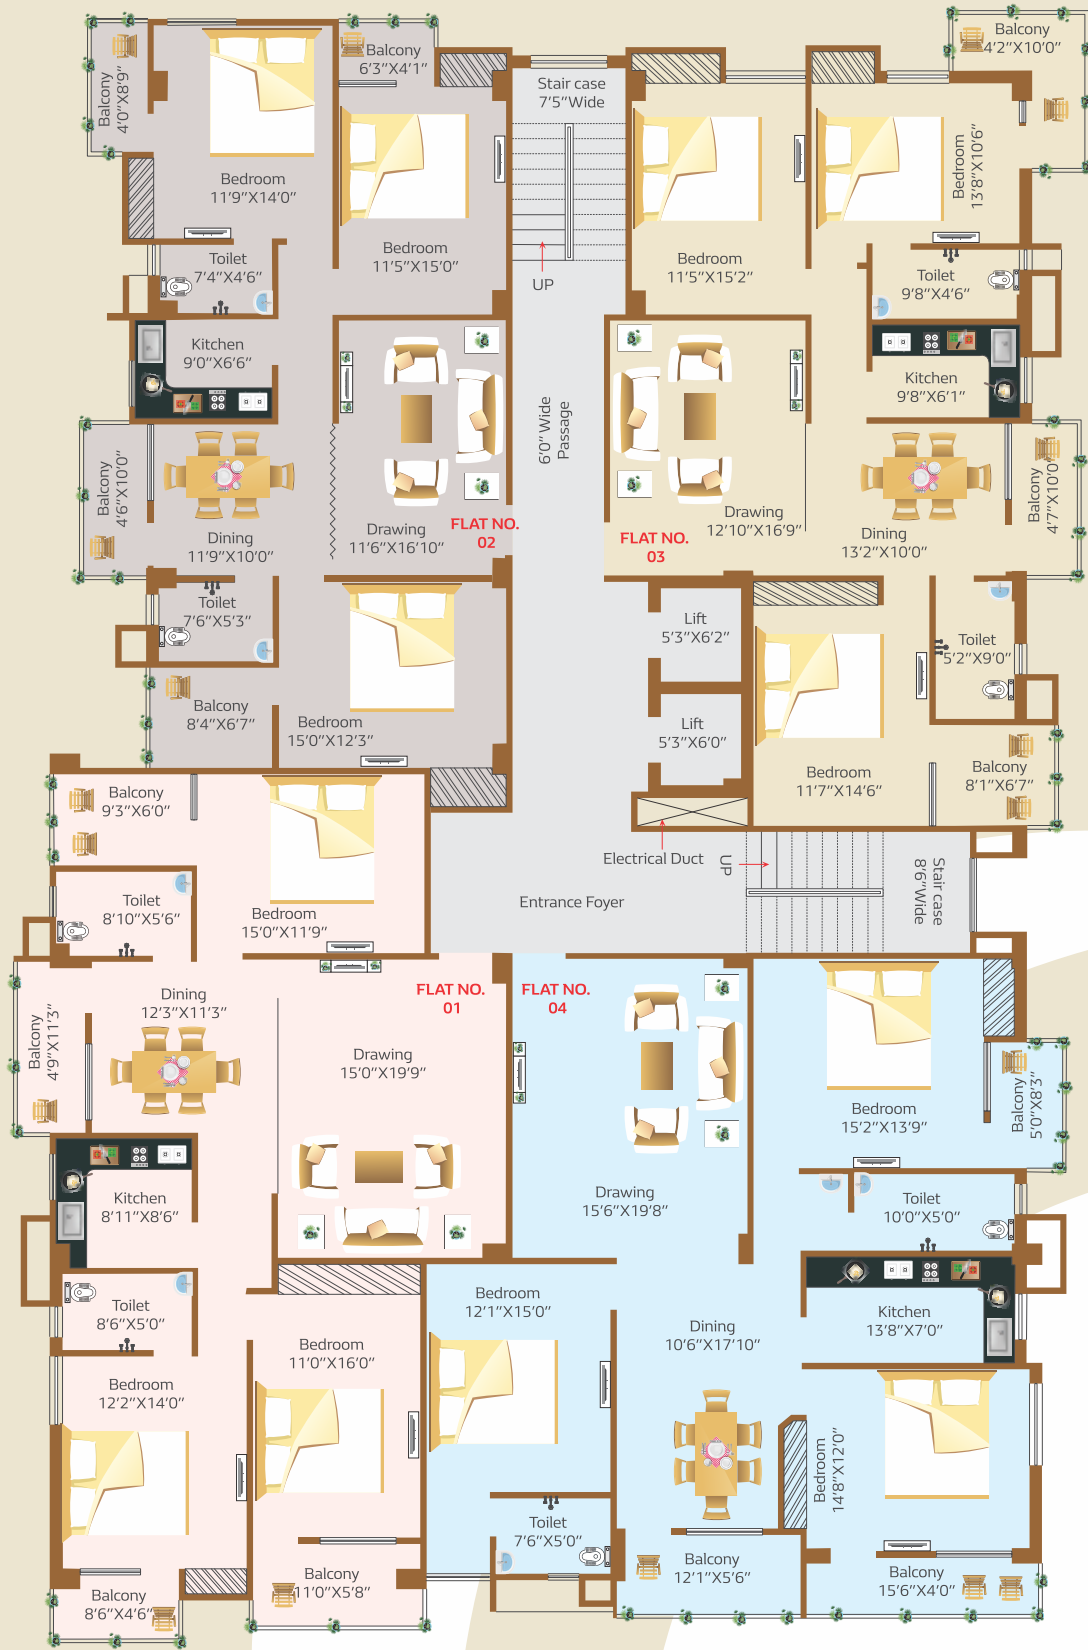 Balcony
4'0"X8'9"
Bedroom
11'9"X14'0"
Balcony
6'3"X4'1"
Bedroom
11'5"X15'0"
Stair case
7'5"Wide
UP
Bedroom
11'5"X15'2"
Bedroom
13'8"X10'6"
Balcony
4'2"X10'0"
Toilet
7'4"X4'6"
Toilet
9'8"X4'6"
Kitchen
9'0"X6'6"
Kitchen
9'8"X6'1"
6'0" Wide
Passage
Balcony
4'6"X10'0"
Dining
11'9"X10'0"
Drawing
11'6"X16'10"
FLAT NO.
02
FLAT NO.
03
Drawing
12'10"X16'9"
Dining
13'2"X10'0"
Balcony
4'7"X10'0"
Toilet
7'6"X5'3"
Lift
5'3"X6'2"
Toilet
5'2"X9'0"
Balcony
8'4"X6'7"
Bedroom
15'0"X12'3"
Lift
5'3"X6'0"
Bedroom
11'7"X14'6"
Balcony
8'1"X6'7"
Balcony
9'3"X6'0"
Electrical Duct
UP
Stair case
8'6"Wide
Toilet
8'10"X5'6"
Bedroom
15'0"X11'9"
Entrance Foyer
Balcony
4'9"X11'3"
Dining
12'3"X11'3"
FLAT NO.
01
FLAT NO.
04
Drawing
15'0"X19'9"
Bedroom
15'2"X13'9"
Balcony
5'0"X8'3"
Kitchen
8'11"X8'6"
Drawing
15'6"X19'8"
Toilet
10'0"X5'0"
Toilet
8'6"X5'0"
Bedroom
12'1"X15'0"
Dining
10'6"X17'10"
Kitchen
13'8"X7'0"
Bedroom
11'0"X16'0"
Bedroom
12'2"X14'0"
Bedroom
14'8"X12'0"
Toilet
7'6"X5'0"
Balcony
8'6"X4'6"
Balcony
11'0"X5'8"
Balcony
12'1"X5'6"
Balcony
15'6"X4'0"